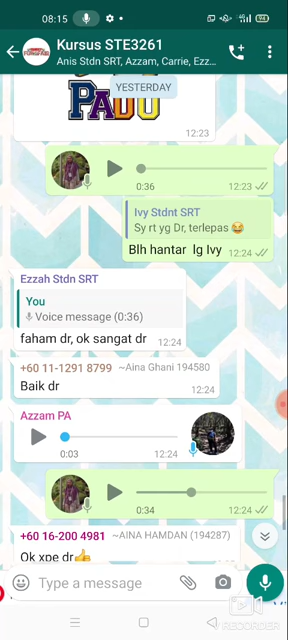 08:15
94
Kursus STE3261
Anis Stdn SRT, Azzam, Carrie, Ezz...
YESTERDAY
PADU
12:23
0:36
12:23
Ivy Stdnt SRT
Sy rt yg Dr, terlepas 😂
Blh hantar lg Ivy
12:24
Ezzah Stdn SRT
You
Voice message (0:36)
faham dr, ok sangat dr
12:24
+60 11-1291 8799 ~Aina Ghani 194580
Baik dr
12:24
Azzam PA
0:03
12:24
0:34
12:24
+60 16-200 4981 ~AINA HAMDAN (194287)
Ok xpe dr👍
Type a message